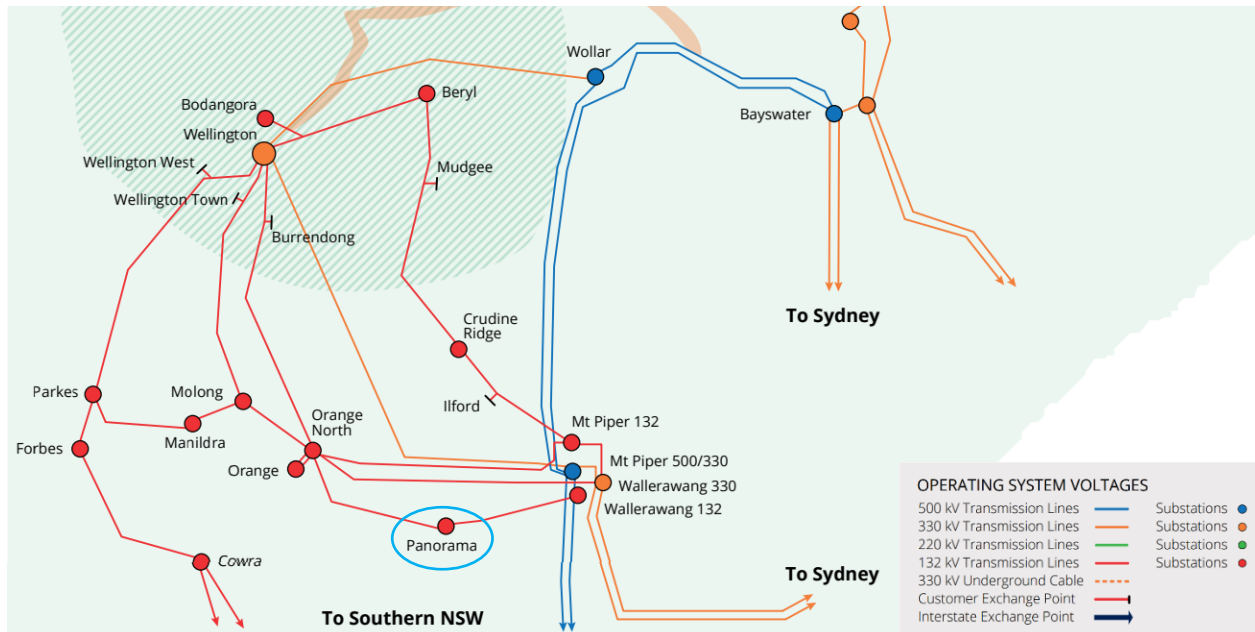 Wollar
Beryl
Bodangora
Bayswater
Wellington
Wellington West
Mudgee
Wellington Town
Burrendong
To Sydney
Crudine
Ridge
Parkes
Molong
Ilford
Orange
North
Mt Piper 132
Manildra
Forbes
Orange
Mt Piper 500/330
Wallerawang 330
Wallerawang 132
Panorama
Cowra
To Sydney
To Southern NSW
OPERATING SYSTEM VOLTAGES
500 kV Transmission Lines Substations
330 kV Transmission Lines Substations
220 kV Transmission Lines Substations
132 kV Transmission Lines Substations
330 kV Underground Cable
Customer Exchange Point
Interstate Exchange Point